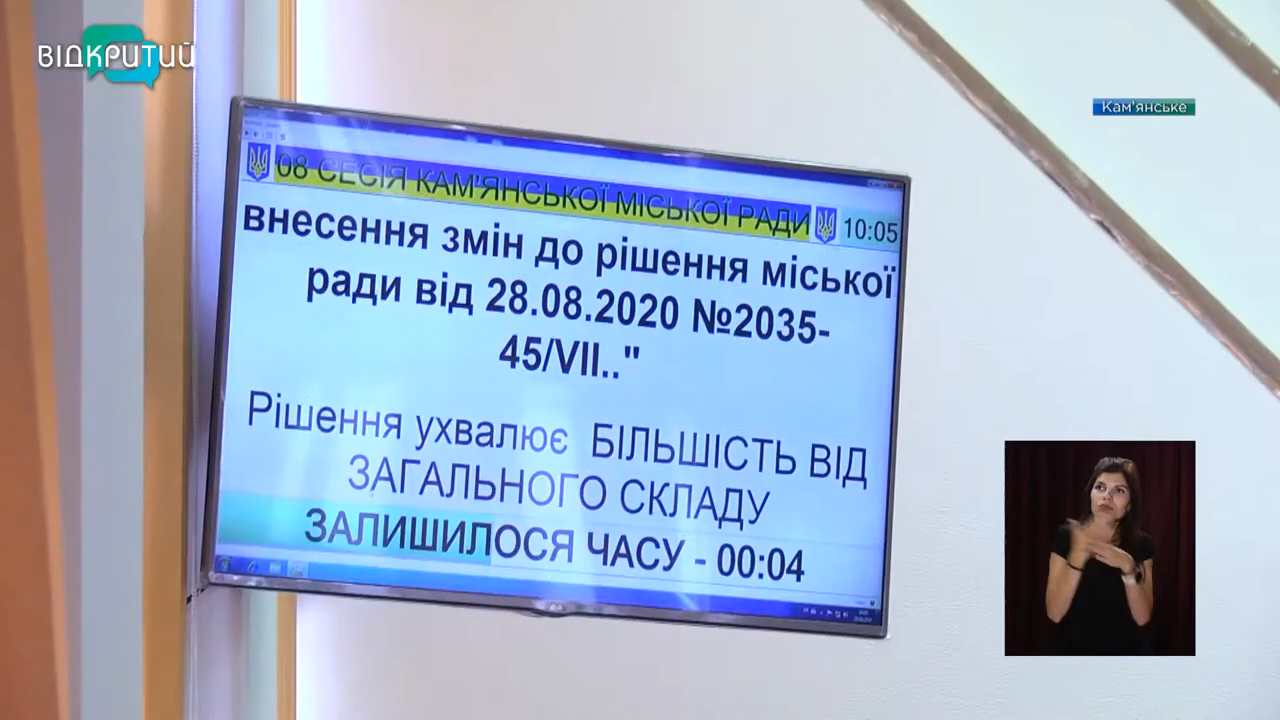 ВІДКРИТИЙ
Кам'янське
08 СЕСІЯ КАМ'ЯНСЬКОЇ МІСЬКОЇ РАДИ 10:05
внесення змін до рішення міської
ради від 28.08.2020 №2035-
45/VII.."
Рішення ухвалює БІЛЬШІСТЬ ВІД
ЗАГАЛЬНОГО СКЛАДУ
ЗАЛИШИЛОСЯ ЧАСУ - 00:04